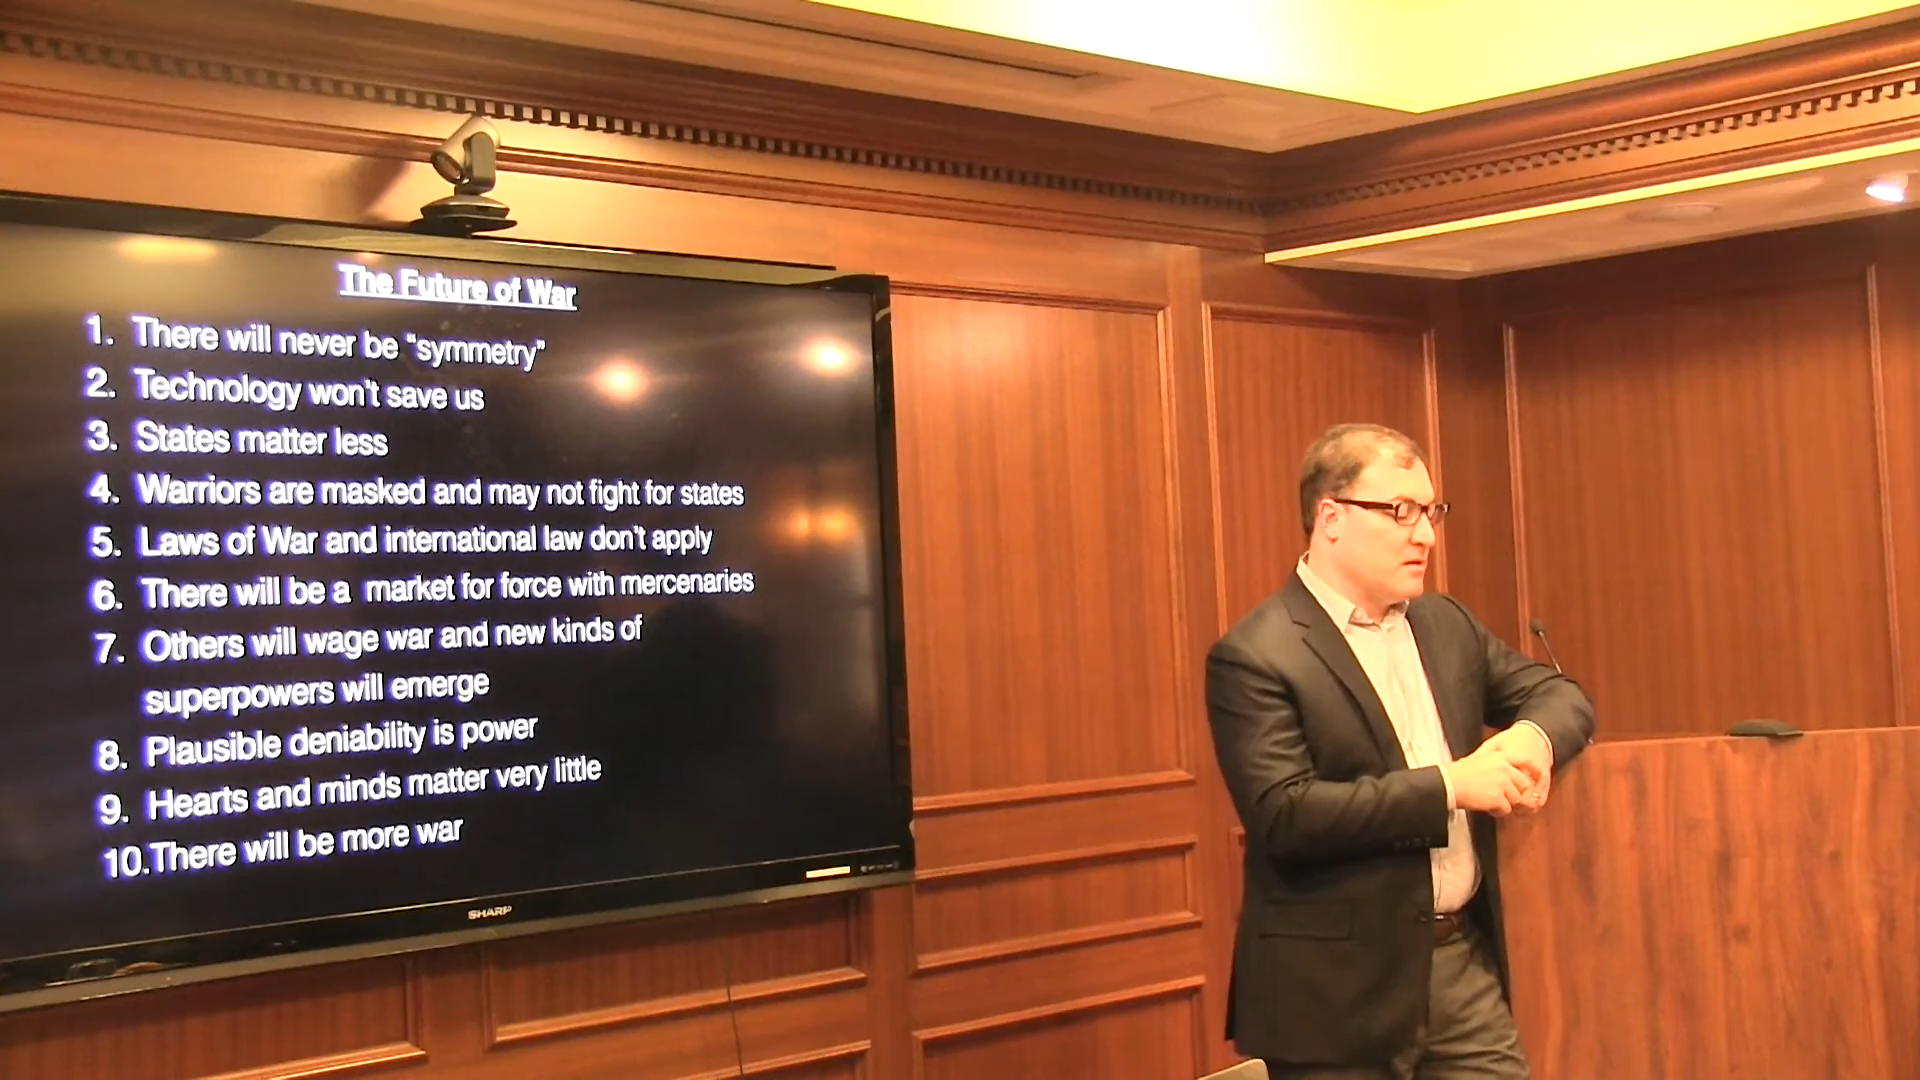 The Future of War
1. There will never be “symmetry”
2. Technology won't save us
3. States matter less
4. Warriors are masked and may not fight for states
5. Laws of War and international law don't apply
6. There will be a market for force with mercenaries
7. Others will wage war and new kinds of
superpowers will emerge
8. Plausible deniability is power
9. Hearts and minds matter very little
10.There will be more war
SHARP